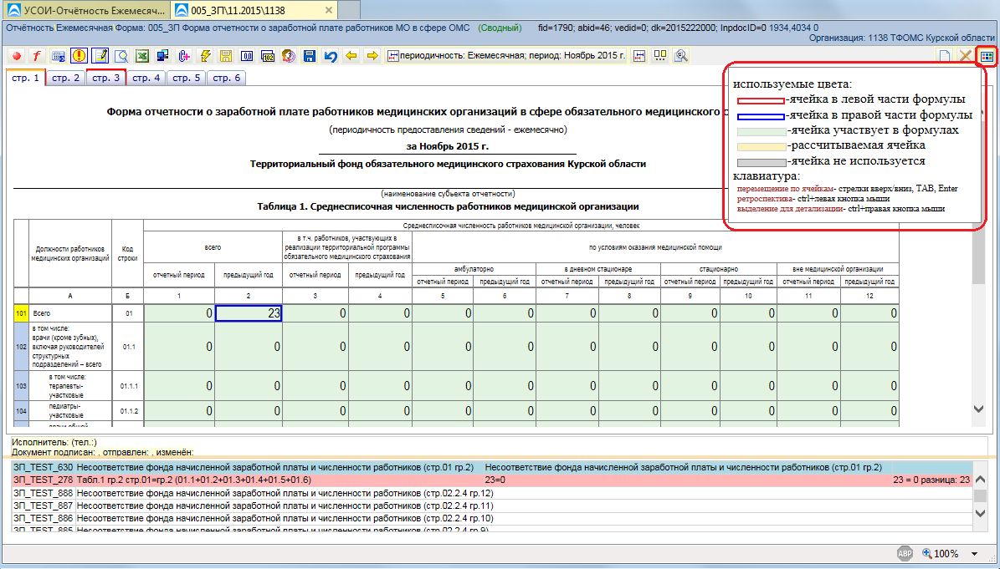 УСОИ-Отчётность Ежемесяч...
005_ЗП\11.2015\1138
Отчётность Ежемесячная Форма: 005_ЗП Форма отчетности о заработной плате работников МО в сфере ОМС (Сводный) fid=1790; abid=46; vedid=0; dk=2015222000; InpdocID=0 1934,4034 0
Организация: 1138 ТФОМС Курской области
периодичность: Ежемесячная; период: Ноябрь 2015 г.
стр. 1 стр. 2 стр. 3 стр. 4 стр. 5 стр. 6
используемые цвета:
-ячейка в левой части формулы
-ячейка в правой части формулы
-ячейка участвует в формулах
-рассчитываемая ячейка
-ячейка не используется
клавиатура:
перемещение по ячейкам- стрелки вверх/вниз, TAB, Enter
ретроспектива- ctrl+левая кнопка мыши
выделение для детализации- ctrl+правая кнопка мыши
Форма отчетности о заработной плате работников медицинских организаций в сфере обязательного медицинского с
(периодичность предоставления сведений - ежемесячно)
за Ноябрь 2015 г.
Территориальный фонд обязательного медицинского страхования Курской области
(наименование субъекта отчетности)
Таблица 1. Среднесписочная численность работников медицинской организации
Должности работников медицинских организаций
Код строки
Среднесписочная численность работников медицинской организации, человек
всего
в т.ч. работников, участвующих в реализации территориальной программы обязательного медицинского страхования
по условиям оказания медицинской помощи
амбулаторно
в дневном стационаре
стационарно
вне медицинской организации
отчетный период предыдущий год отчетный период предыдущий год отчетный период предыдущий год отчетный период предыдущий год отчетный период предыдущий год отчетный период предыдущий год
А Б 1 2 3 4 5 6 7 8 9 10 11 12
101 Всего 01 0 23 0 0 0 0 0 0 0 0 0 0
102 в том числе: врачи (кроме зубных), включая руководителей структурных подразделений – всего 01.1 0 0 0 0 0 0 0 0 0 0 0 0
103 в том числе: терапевты-участковые 01.1.1 0 0 0 0 0 0 0 0 0 0 0 0
104 педиатры-участковые 01.1.2 0 0 0 0 0 0 0 0 0 0 0 0
врачи общей
Исполнитель: (тел.:)
Документ подписан: , отправлен: , изменён:
ЗП_TEST_630 Несоответствие фонда начисленной заработной платы и численности работников (стр.01 гр.2) Несоответствие фонда начисленной заработной платы и численности работников (стр.01 гр.2)
ЗП_TEST_278 Табл.1 гр.2 стр.01=гр.2 (01.1+01.2+01.3+01.4+01.5+01.6) 23=0 23 = 0 разница: 23
ЗП_TEST_888 Несоответствие фонда начисленной заработной платы и численности работников (стр.02.2.4 гр.12)
ЗП_TEST_887 Несоответствие фонда начисленной заработной платы и численности работников (стр.02.2.4 гр.11)
ЗП_TEST_886 Несоответствие фонда начисленной заработной платы и численности работников (стр.02.2.4 гр.10)
ЗП_TEST_885 Несоответствие фонда начисленной заработной платы и численности работников (стр.02.2.4 гр.9)
ABP 100%